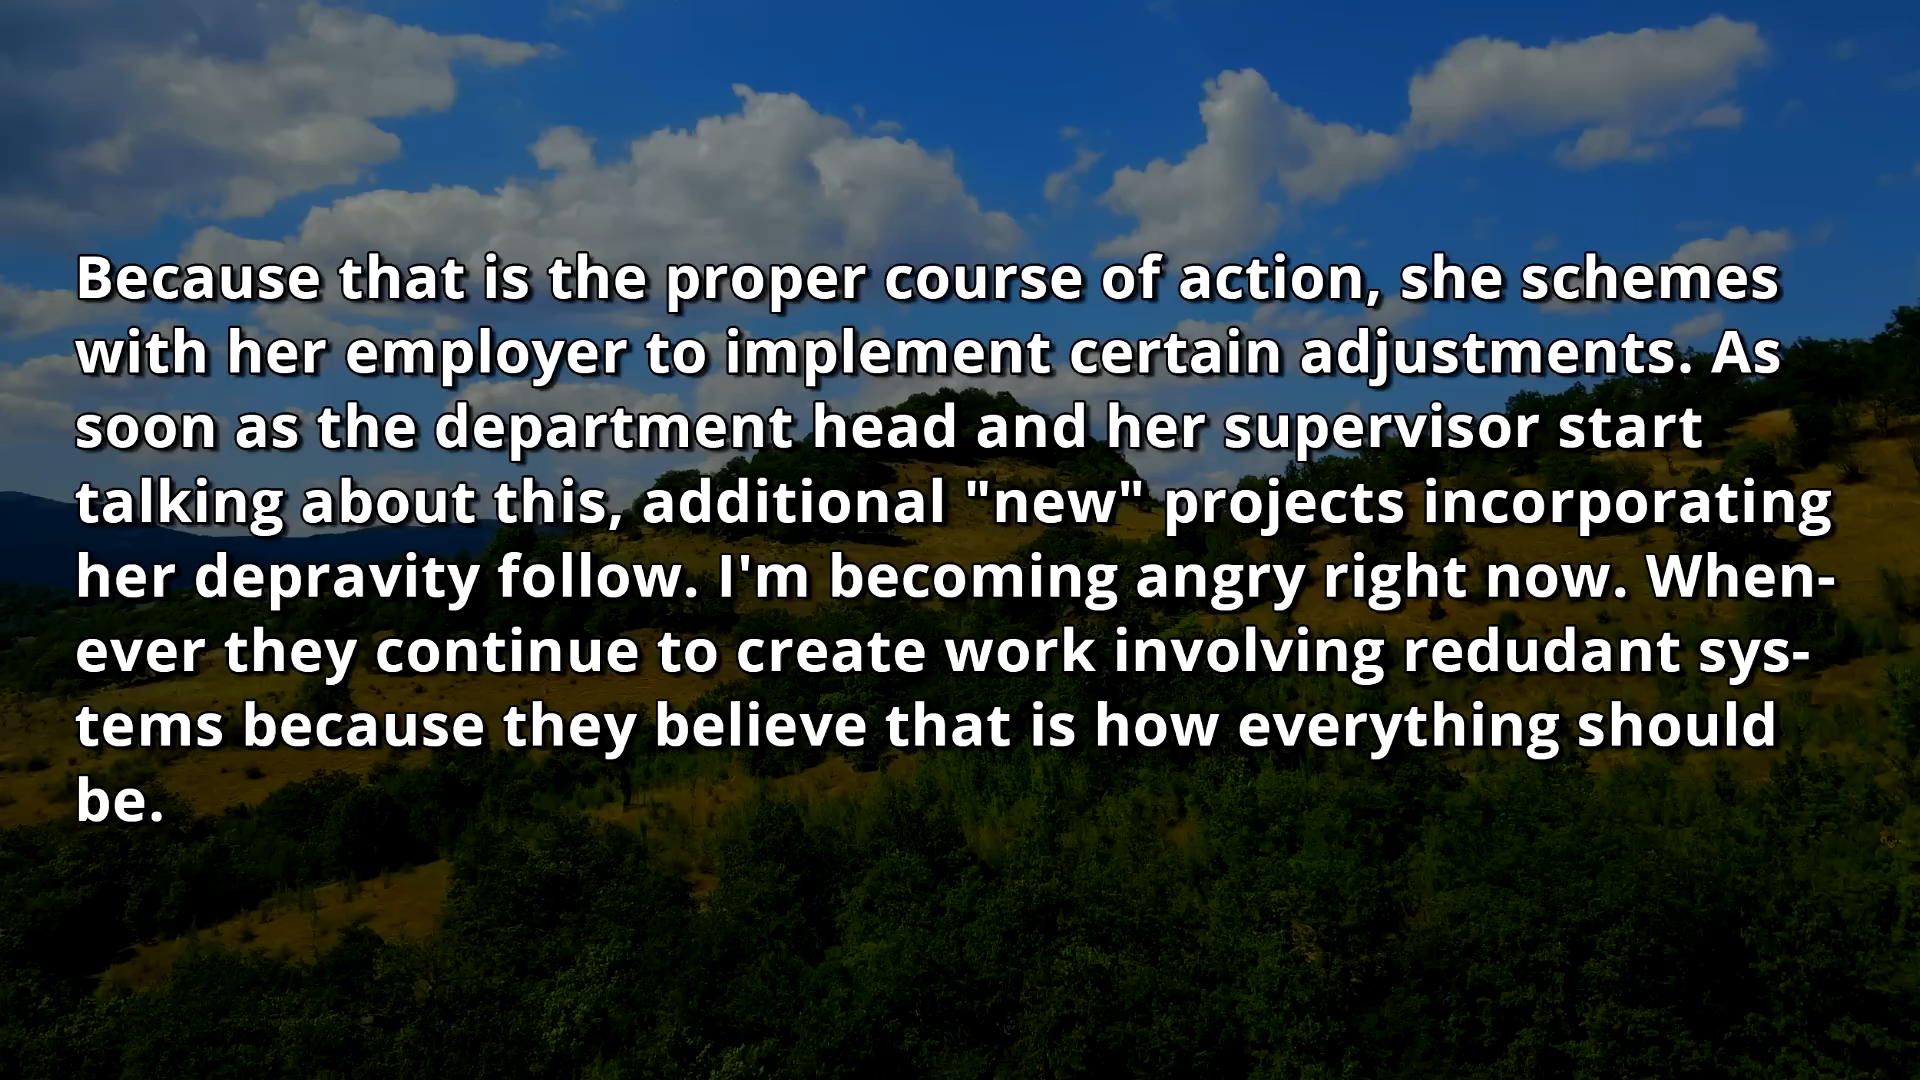 Because that is the proper course of action, she schemes
with her employer to implement certain adjustments. As
soon as the department head and her supervisor start
talking about this, additional "new" projects incorporating
her depravity follow. I'm becoming angry right now. When-
ever they continue to create work involving redudant sys-
tems because they believe that is how everything should
be.